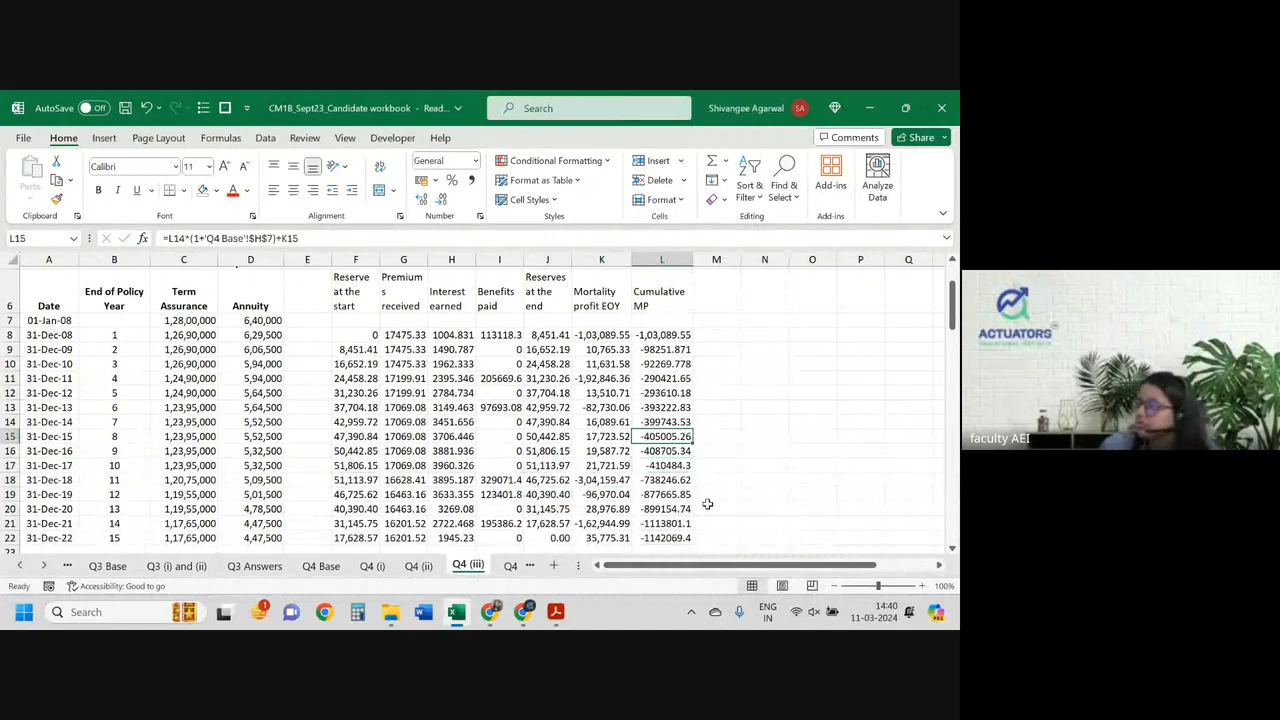 AutoSave Off CM1B_Sept23_Candidate workbook - Read... Search Shivangee Agarwal SA
File Home Insert Page Layout Formulas Data Review View Developer Help Comments Share
Paste Calibri 11 A A General Conditional Formatting Insert Σ
B I U Format as Table Delete Sort & Find & Add-ins Analyze
Cell Styles Format Filter Select Data
Clipboard Font Alignment Number Styles Cells Editing Add-ins
L15 fx =L14*(1+'Q4 Base'!$H$7)+K15
A B C D E F G H I J K L M N O P Q
Reserve Premium Reserves
End of Policy Term at the s Interest Benefits at the Mortality Cumulative
6 Date Year Assurance Annuity start received earned paid end profit EOY MP
7 01-Jan-08 1,28,00,000 6,40,000
8 31-Dec-08 1 1,26,90,000 6,29,500 0 17475.33 1004.831 113118.3 8,451.41 -1,03,089.55 -1,03,089.55
9 31-Dec-09 2 1,26,90,000 6,06,500 8,451.41 17475.33 1490.787 0 16,652.19 10,765.33 -98251.871
10 31-Dec-10 3 1,26,90,000 5,94,000 16,652.19 17475.33 1962.333 0 24,458.28 11,631.58 -92269.778
11 31-Dec-11 4 1,24,90,000 5,94,000 24,458.28 17199.91 2395.346 205669.6 31,230.26 -1,92,846.36 -290421.65
12 31-Dec-12 5 1,24,90,000 5,64,500 31,230.26 17199.91 2784.734 0 37,704.18 13,510.71 -293610.18
13 31-Dec-13 6 1,23,95,000 5,64,500 37,704.18 17069.08 3149.463 97693.08 42,959.72 -82,730.06 -393222.83
14 31-Dec-14 7 1,23,95,000 5,52,500 42,959.72 17069.08 3451.656 0 47,390.84 16,089.61 -399743.53
15 31-Dec-15 8 1,23,95,000 5,52,500 47,390.84 17069.08 3706.446 0 50,442.85 17,723.52 -405005.26
16 31-Dec-16 9 1,23,95,000 5,32,500 50,442.85 17069.08 3881.936 0 51,806.15 19,587.72 -408705.34
17 31-Dec-17 10 1,23,95,000 5,32,500 51,806.15 17069.08 3960.326 0 51,113.97 21,721.59 -410484.3
18 31-Dec-18 11 1,20,75,000 5,09,500 51,113.97 16628.41 3895.187 329071.4 46,725.62 -3,04,159.47 -738246.62
19 31-Dec-19 12 1,19,55,000 5,01,500 46,725.62 16463.16 3633.355 123401.8 40,390.40 -96,970.04 -877665.85
20 31-Dec-20 13 1,19,55,000 4,78,500 40,390.40 16463.16 3269.08 0 31,145.75 28,976.89 -899154.74
21 31-Dec-21 14 1,17,65,000 4,47,500 31,145.75 16201.52 2722.468 195386.2 17,628.57 -1,62,944.99 -1113801.1
22 31-Dec-22 15 1,17,65,000 4,47,500 17,628.57 16201.52 1945.23 0 0.00 35,775.31 -1142069.4
Q3 Base Q3 (i) and (ii) Q3 Answers Q4 Base Q4 (i) Q4 (ii) Q4 (iii) Q4
Ready Accessibility: Good to go 100%
Search 1 ENG IN 14:40 11-03-2024
ACTUATORS
faculty AEI